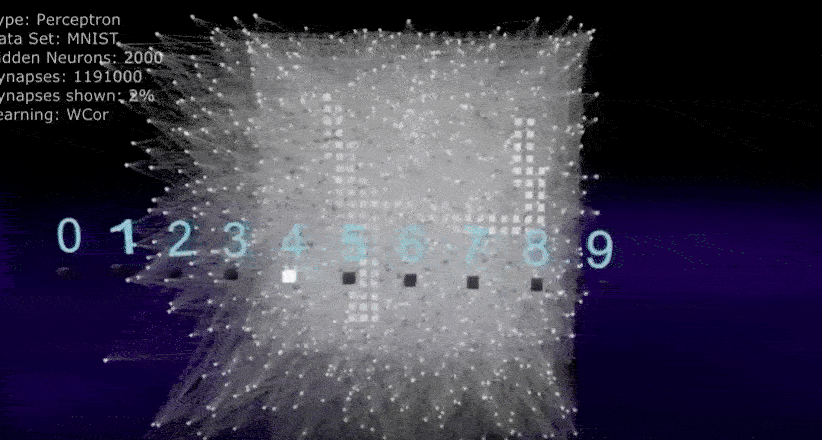 ype: Perceptron
ata Set: MNIST
idden Neurons: 2000
ynapses: 1191000
ynapses shown: 2%
earning: WCor
0 1 2 3 4 5 6 7 8 9